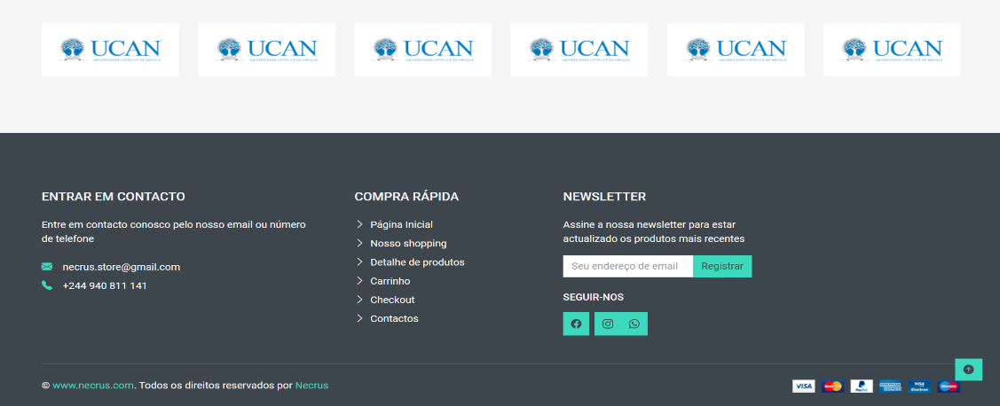 UCAN UCAN UCAN UCAN UCAN UCAN
UNIVERSIDADE CATÓLICA DE ANGOLA UNIVERSIDADE CATÓLICA DE ANGOLA UNIVERSIDADE CATÓLICA DE ANGOLA UNIVERSIDADE CATÓLICA DE ANGOLA UNIVERSIDADE CATÓLICA DE ANGOLA UNIVERSIDADE CATÓLICA DE ANGOLA
ENTRAR EM CONTACTO
Entre em contacto conosco pelo nosso email ou número
de telefone
necrus.store@gmail.com
+244 940 811 141
COMPRA RÁPIDA
Página Inicial
Nosso shopping
Detalhe de produtos
Carrinho
Checkout
Contactos
NEWSLETTER
Assine a nossa newsletter para estar
actualizado os produtos mais recentes
Seu endereço de email Registrar
SEGUIR-NOS
© www.necrus.com. Todos os direitos reservados por Necrus
VISA PayPal VISA Electron